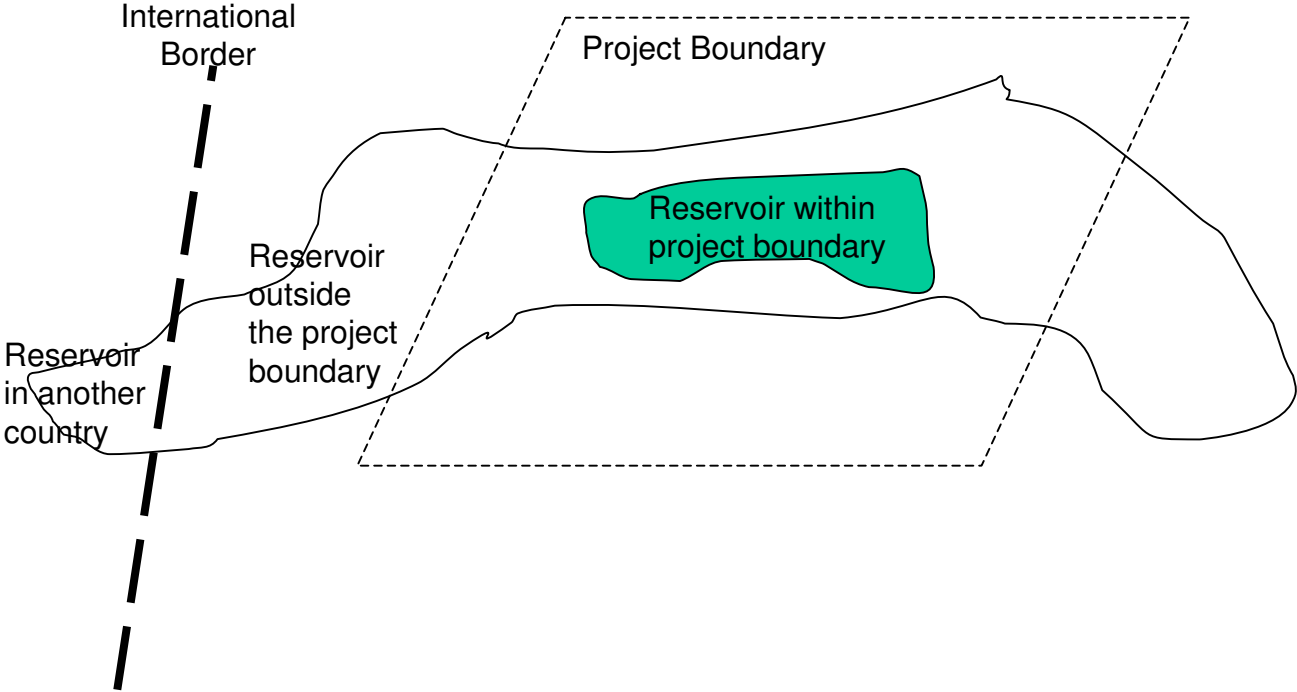 International
Border
Project Boundary
Reservoir within
project boundary
Reservoir
outside
the project
boundary
Reservoir
in another
country